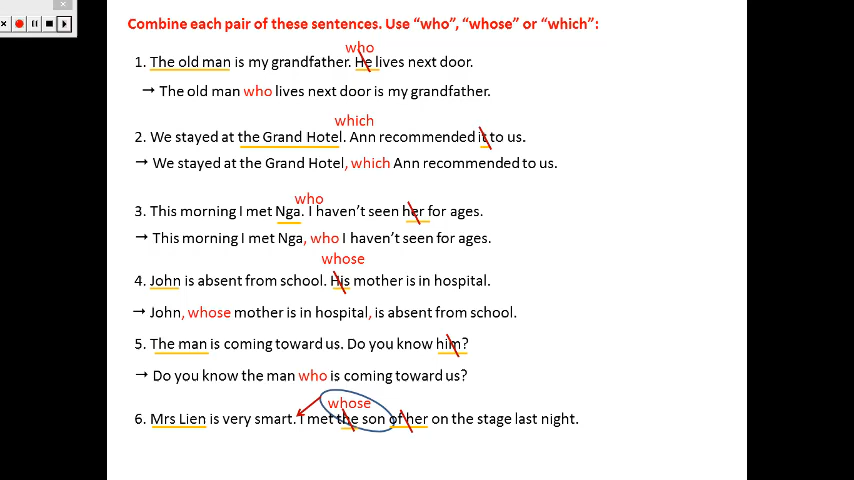 Combine each pair of these sentences. Use “who”, “whose” or “which”:
who
1. The old man is my grandfather. He lives next door.
→ The old man who lives next door is my grandfather.
which
2. We stayed at the Grand Hotel. Ann recommended it to us.
→ We stayed at the Grand Hotel, which Ann recommended to us.
who
3. This morning I met Nga. I haven’t seen her for ages.
→ This morning I met Nga, who I haven’t seen for ages.
whose
4. John is absent from school. His mother is in hospital.
→ John, whose mother is in hospital, is absent from school.
5. The man is coming toward us. Do you know him?
→ Do you know the man who is coming toward us?
whose
6. Mrs Lien is very smart. I met the son of her on the stage last night.